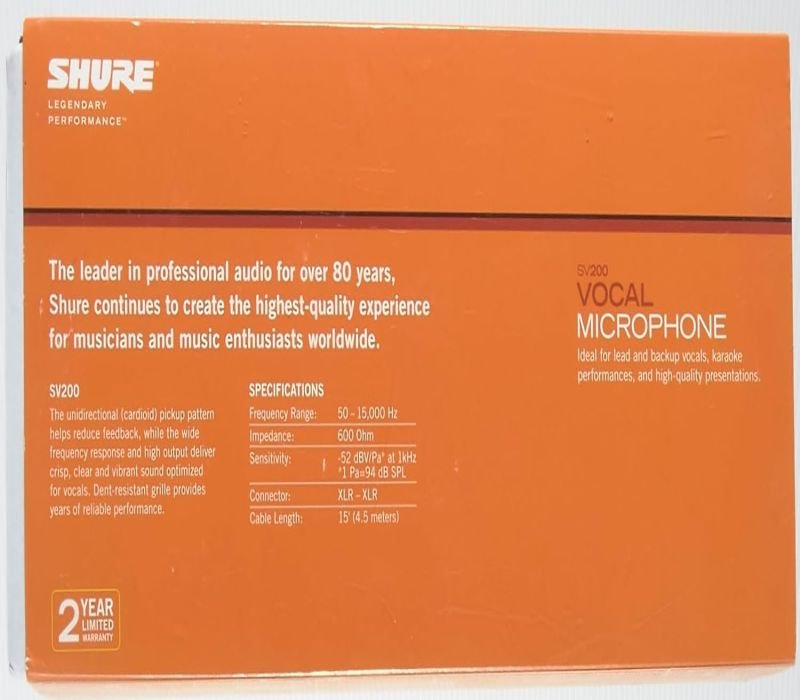 SHURE®
LEGENDARY
PERFORMANCE™
The leader in professional audio for over 80 years,
Shure continues to create the highest-quality experience
for musicians and music enthusiasts worldwide.
SV200
The unidirectional (cardioid) pickup pattern
helps reduce feedback, while the wide
frequency response and high output deliver
crisp, clear and vibrant sound optimized
for vocals. Dent-resistant grille provides
years of reliable performance.
SPECIFICATIONS
Frequency Range: 50 – 15,000 Hz
Impedance: 600 Ohm
Sensitivity: -52 dBV/Pa* at 1kHz
*1 Pa=94 dB SPL
Connector: XLR – XLR
Cable Length: 15' (4.5 meters)
SV200
VOCAL
MICROPHONE
Ideal for lead and backup vocals, karaoke
performances, and high-quality presentations.
2 YEAR
LIMITED
WARRANTY